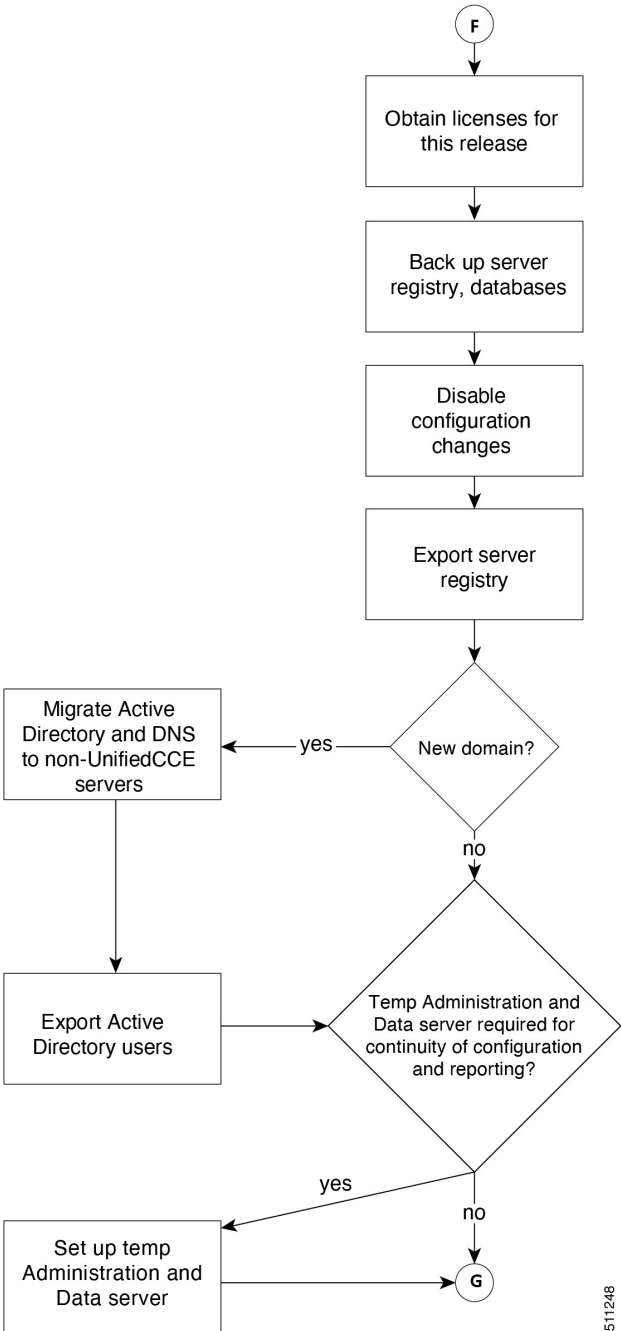 F
Obtain licenses for
this release
Back up server
registry, databases
Disable
configuration
changes
Export server
registry
New domain?
yes
Migrate Active
Directory and DNS
to non-UnifiedCCE
servers
no
Export Active
Directory users
Temp Administration and
Data server required for
continuity of configuration
and reporting?
yes
no
Set up temp
Administration and
Data server
G
511248